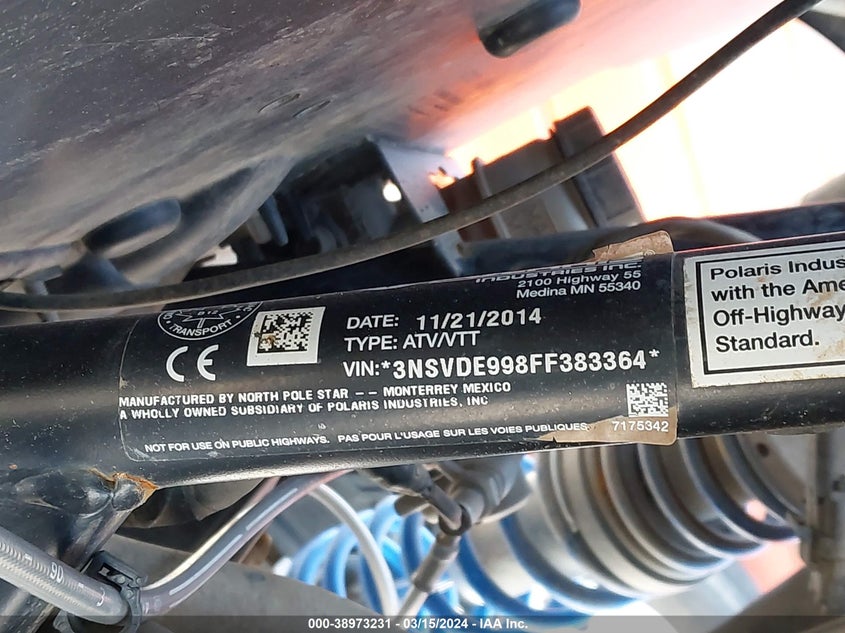 INDUSTRIES INC.
2100 Highway 55
Medina MN 55340
TRANSPORT
CE
DATE: 11/21/2014
TYPE: ATV/VTT
VIN:*3NSVDE998FF383364*
MANUFACTURED BY NORTH POLE STAR -- MONTERREY MEXICO
A WHOLLY OWNED SUBSIDIARY OF POLARIS INDUSTRIES, INC
NOT FOR USE ON PUBLIC HIGHWAYS. PAS POUR L'USAGE SUR LES VOIES PUBLIQUES
7175342
Polaris Indus
with the Ame
Off-Highway
Standard.
06
000-38973231 - 03/15/2024 - IAA Inc.